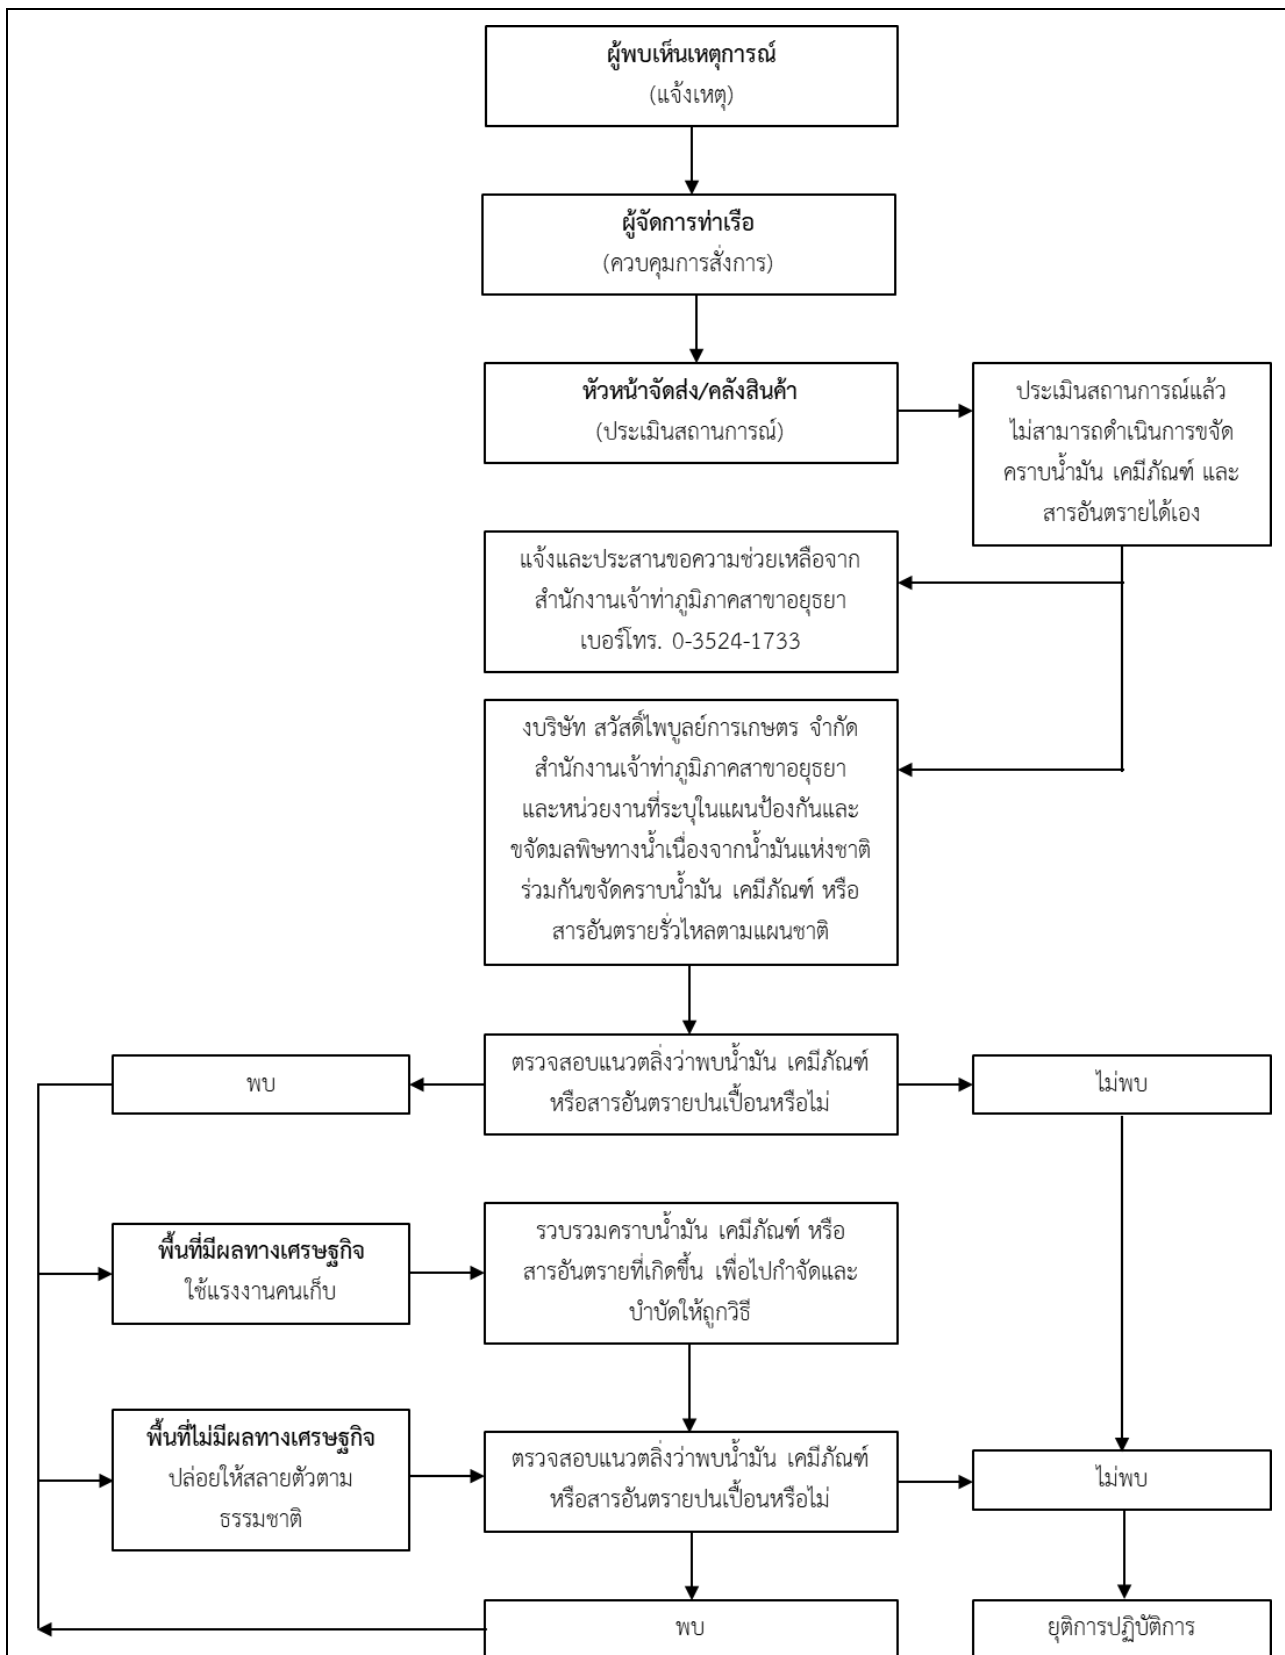 ผู้พบเห็นเหตุการณ์
(แจ้งเหตุ)
ผู้จัดการท่าเรือ
(ควบคุมการสั่งการ)
หัวหน้าจัดส่ง/คลังสินค้า
(ประเมินสถานการณ์)
ประเมินสถานการณ์แล้ว
ไม่สามารถดำเนินการขจัด
คราบน้ำมัน เคมีภัณฑ์ และ
สารอันตรายได้เอง
แจ้งและประสานขอความช่วยเหลือจาก
สำนักงานเจ้าท่าภูมิภาคสาขาอยุธยา
เบอร์โทร. 0-3524-1733
งบริษัท สวัสดิ์ไพบูลย์การเกษตร จำกัด
สำนักงานเจ้าท่าภูมิภาคสาขาอยุธยา
และหน่วยงานที่ระบุในแผนป้องกันและ
ขจัดมลพิษทางน้ำเนื่องจากน้ำมันแห่งชาติ
ร่วมกันขจัดคราบน้ำมัน เคมีภัณฑ์ หรือ
สารอันตรายรั่วไหลตามแผนชาติ
พบ
ตรวจสอบแนวตลิ่งว่าพบน้ำมัน เคมีภัณฑ์
หรือสารอันตรายปนเปื้อนหรือไม่
ไม่พบ
พื้นที่มีผลทางเศรษฐกิจ
ใช้แรงงานคนเก็บ
รวบรวมคราบน้ำมัน เคมีภัณฑ์ หรือ
สารอันตรายที่เกิดขึ้น เพื่อไปกำจัดและ
บำบัดให้ถูกวิธี
พื้นที่ไม่มีผลทางเศรษฐกิจ
ปล่อยให้สลายตัวตาม
ธรรมชาติ
ตรวจสอบแนวตลิ่งว่าพบน้ำมัน เคมีภัณฑ์
หรือสารอันตรายปนเปื้อนหรือไม่
ไม่พบ
พบ
ยุติการปฏิบัติการ